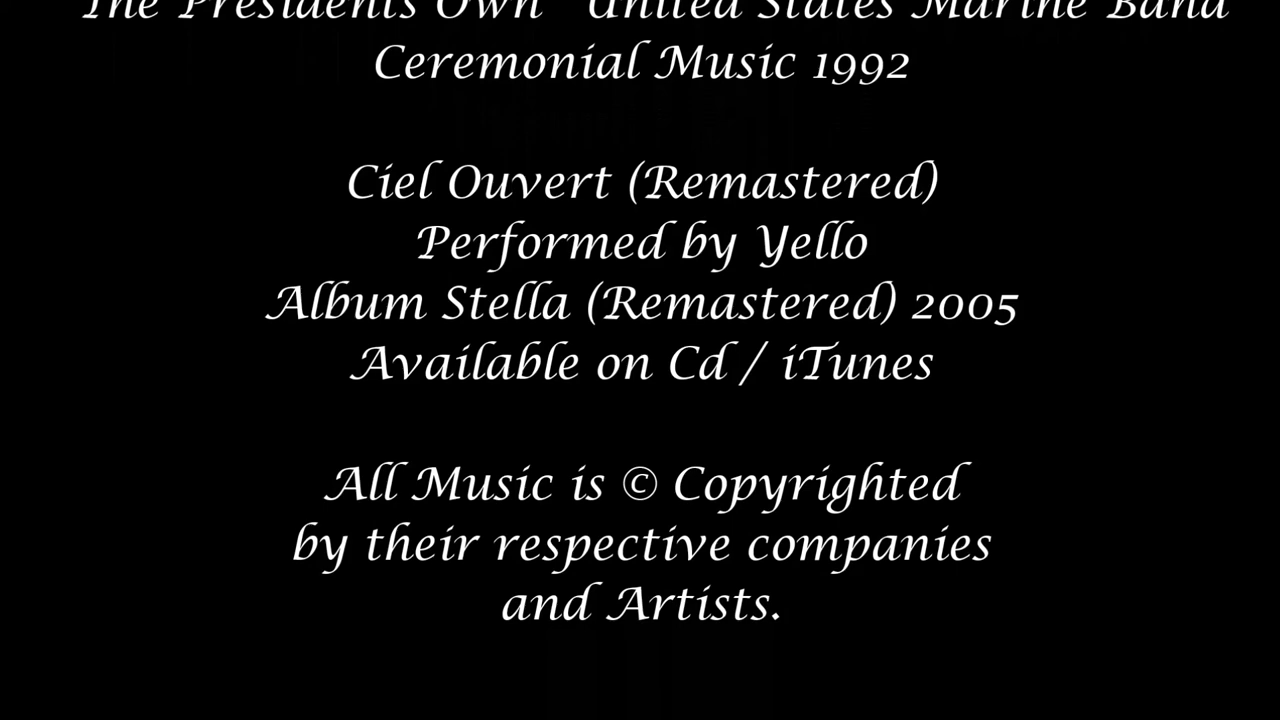 The Presidents Own" United States Marine Band
Ceremonial Music 1992
Ciel Ouvert (Remastered)
Performed by Yello
Album Stella (Remastered) 2005
Available on Cd / iTunes
All Music is © Copyrighted
by their respective companies
and Artists.